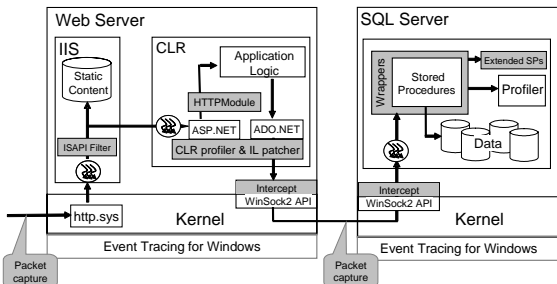 Web Server
IIS
Static
Content
ISAPI Filter
CLR
Application
Logic
HTTPModule
ASP.NET
ADO.NET
CLR profiler & IL patcher
Intercept
WinSock2 API
http.sys
Kernel
Event Tracing for Windows
Packet
capture
SQL Server
Wrappers
Stored
Procedures
Extended SPs
Profiler
Data
Intercept
WinSock2 API
Kernel
Event Tracing for Windows
Packet
capture